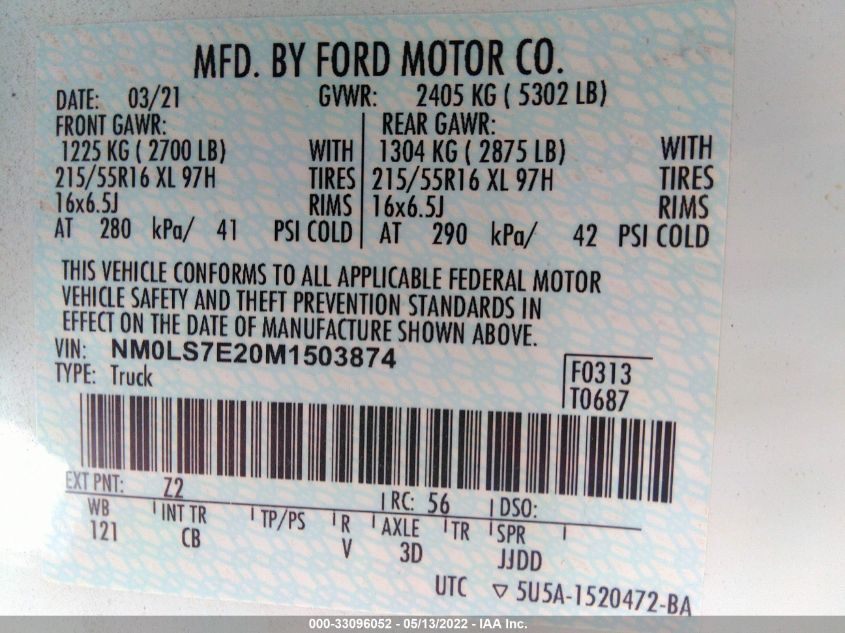 MFD. BY FORD MOTOR CO.
DATE: 03/21 GVWR: 2405 KG ( 5302 LB)
FRONT GAWR: REAR GAWR:
1225 KG ( 2700 LB) WITH 1304 KG ( 2875 LB) WITH
215/55R16 XL 97H TIRES 215/55R16 XL 97H TIRES
16x6.5J RIMS 16x6.5J RIMS
AT 280 kPa/ 41 PSI COLD AT 290 kPa/ 42 PSI COLD
THIS VEHICLE CONFORMS TO ALL APPLICABLE FEDERAL MOTOR
VEHICLE SAFETY AND THEFT PREVENTION STANDARDS IN
EFFECT ON THE DATE OF MANUFACTURE SHOWN ABOVE.
VIN: NM0LS7E20M1503874
TYPE: Truck
F0313
T0687
EXT PNT: Z2 RC: 56 DSO:
WB INT TR TP/PS R AXLE TR SPR
121 CB V 3D JJDD
UTC ▽ 5U5A-1520472-BA
000-33096052 - 05/13/2022 - IAA Inc.